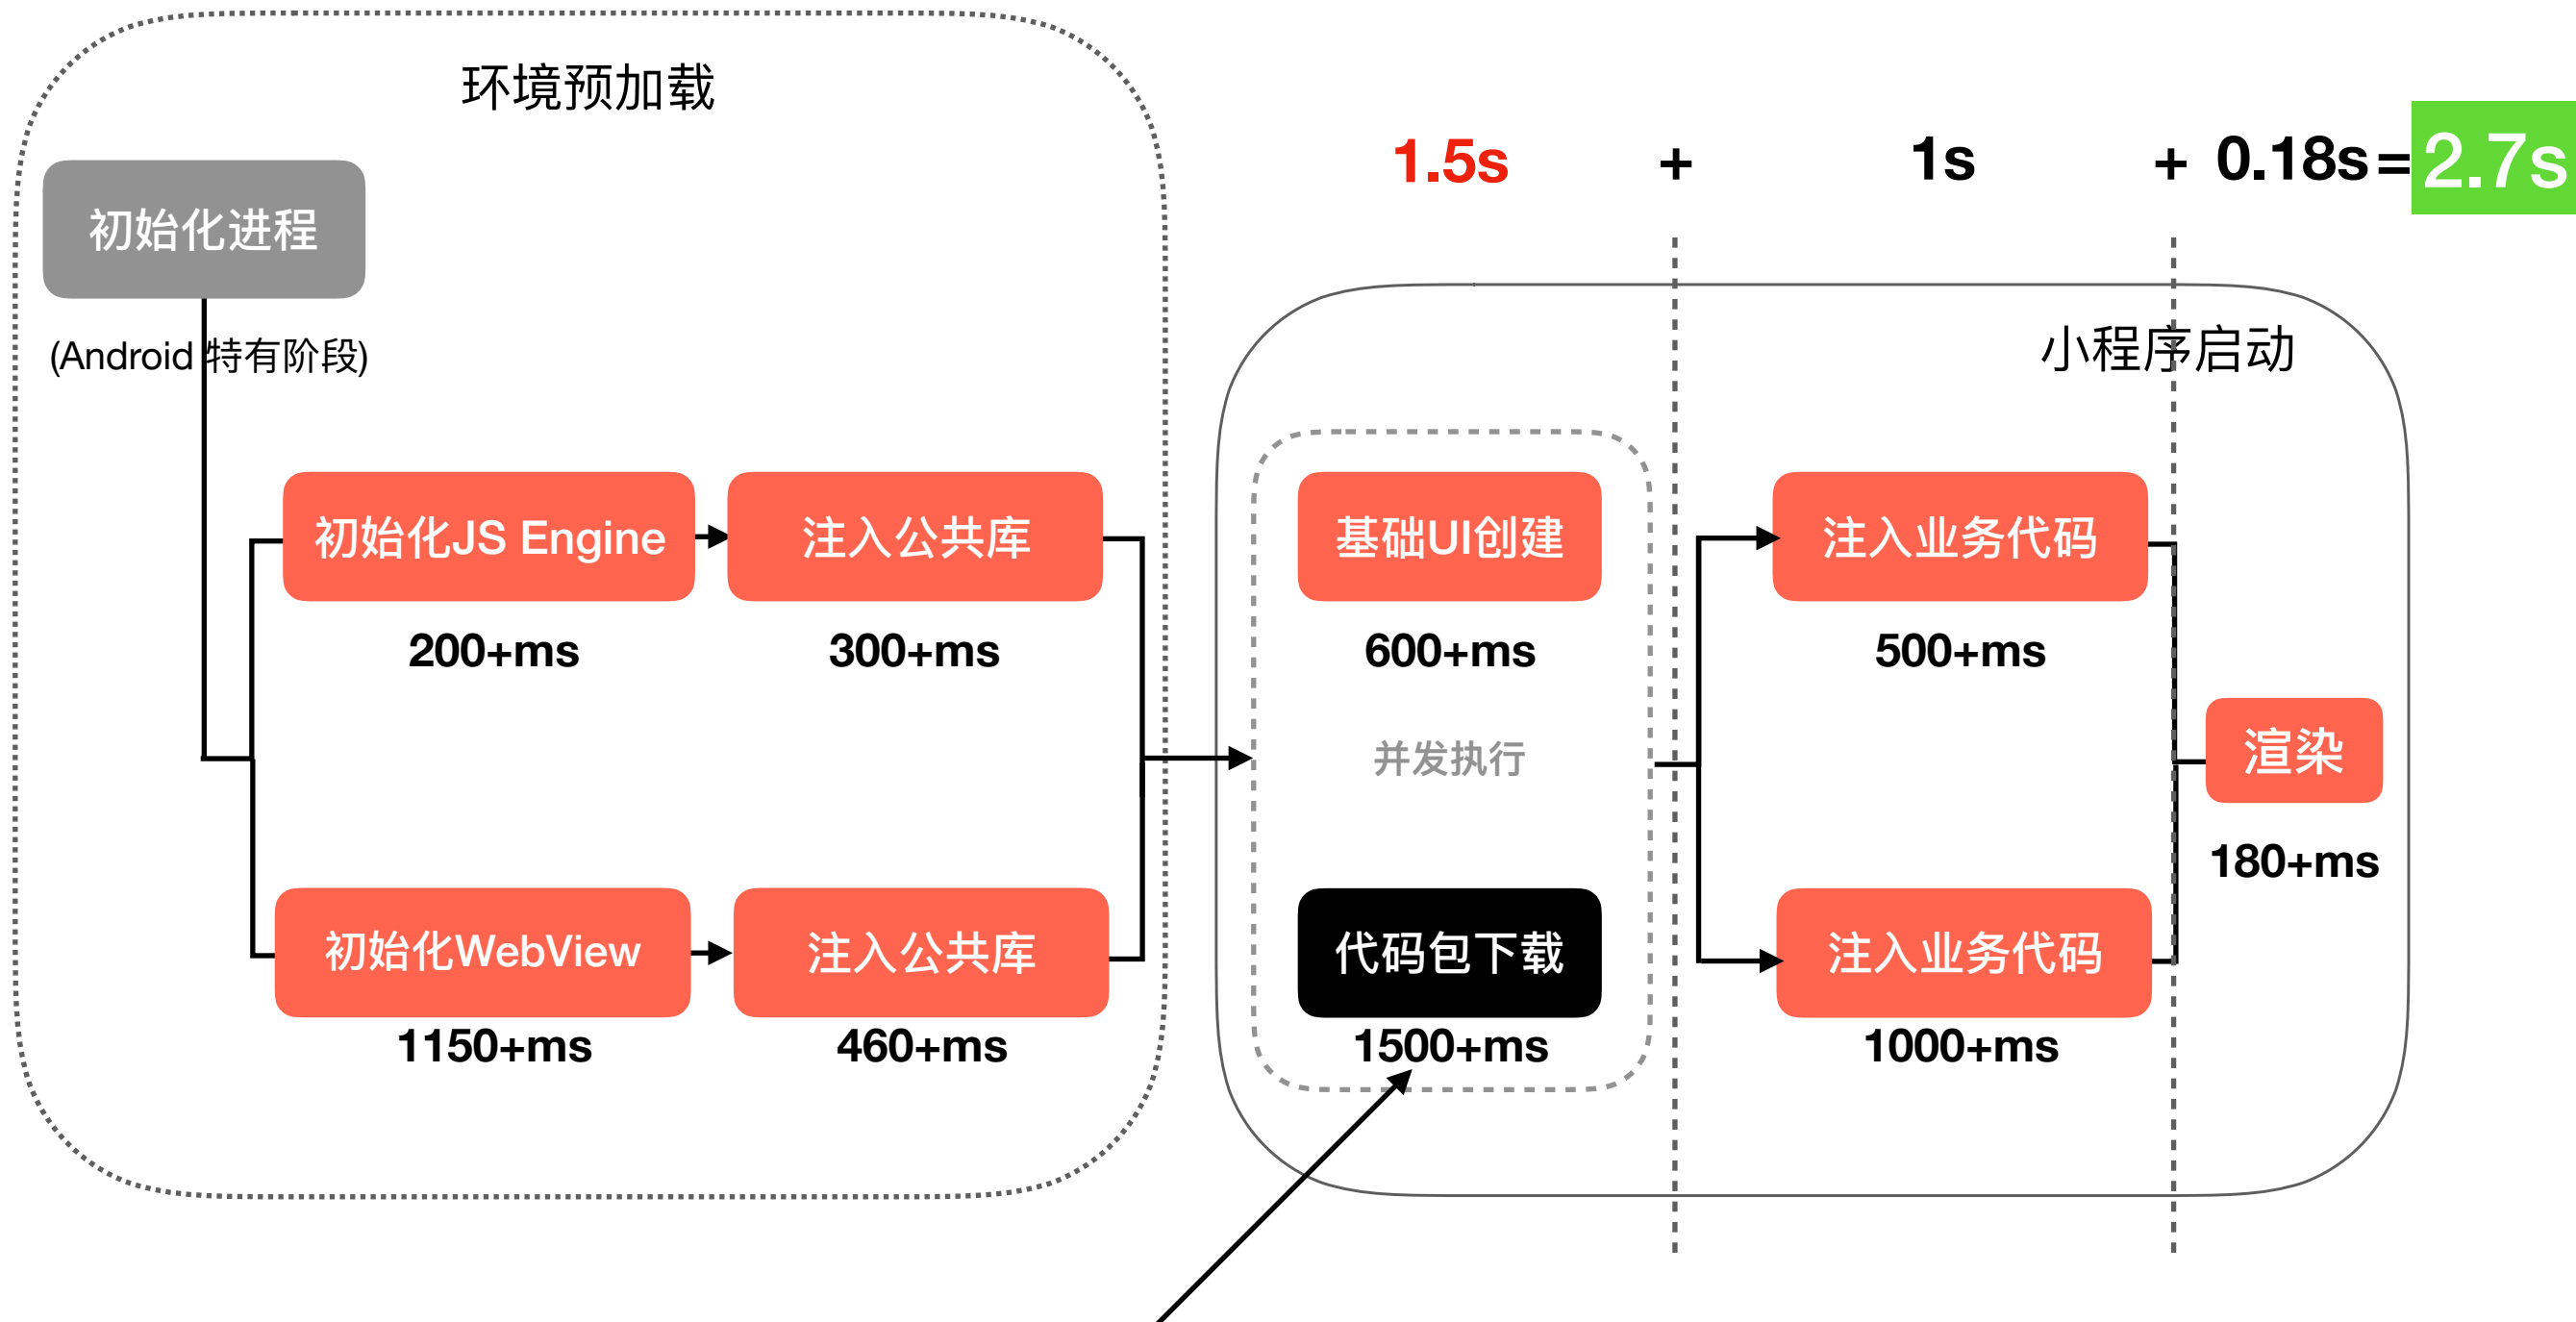 环境预加载
初始化进程
(Android 特有阶段)
初始化JS Engine
200+ms
注入公共库
300+ms
初始化WebView
1150+ms
注入公共库
460+ms
1.5s + 1s + 0.18s=2.7s
小程序启动
基础UI创建
600+ms
并发执行
代码包下载
1500+ms
注入业务代码
500+ms
注入业务代码
1000+ms
渲染
180+ms